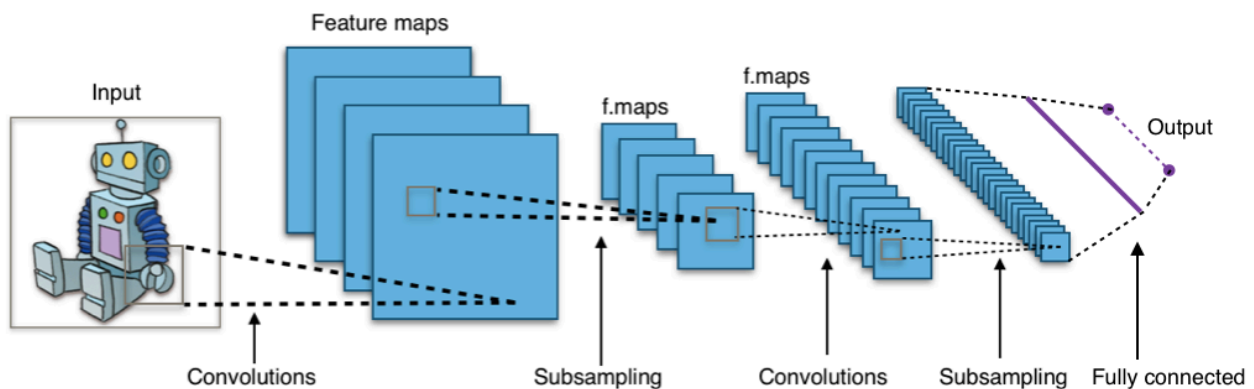 Feature maps
Input
f.maps
f.maps
Output
Convolutions
Subsampling
Convolutions
Subsampling
Fully connected